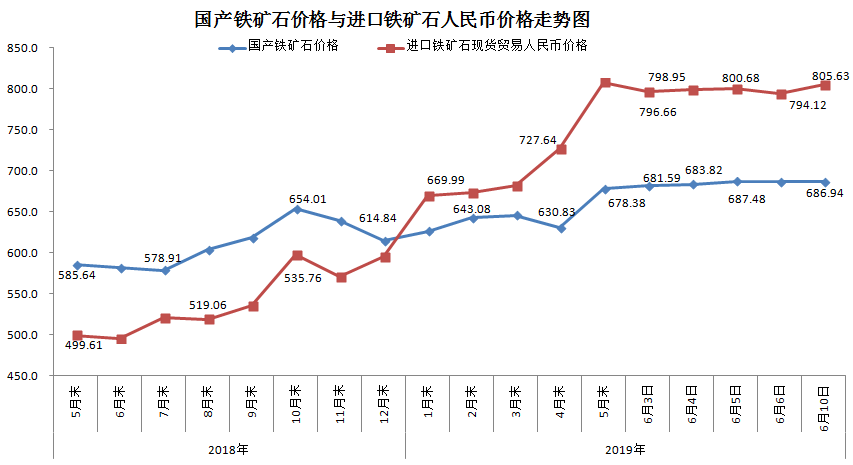 国产铁矿石价格与进口铁矿石人民币价格走势图
国产铁矿石价格 进口铁矿石现货贸易人民币价格
850.0
800.0
750.0
700.0
650.0
600.0
550.0
500.0
450.0
585.64
578.91
654.01
614.84
643.08
630.83
678.38
681.59
683.82
687.48
686.94
499.61
519.06
535.76
669.99
727.64
796.66
798.95
800.68
794.12
805.63
5月末
6月末
7月末
8月末
9月末
10月末
11月末
12月末
1月末
2月末
3月末
4月末
5月末
6月3日
6月4日
6月5日
6月6日
6月10日
2018年 2019年